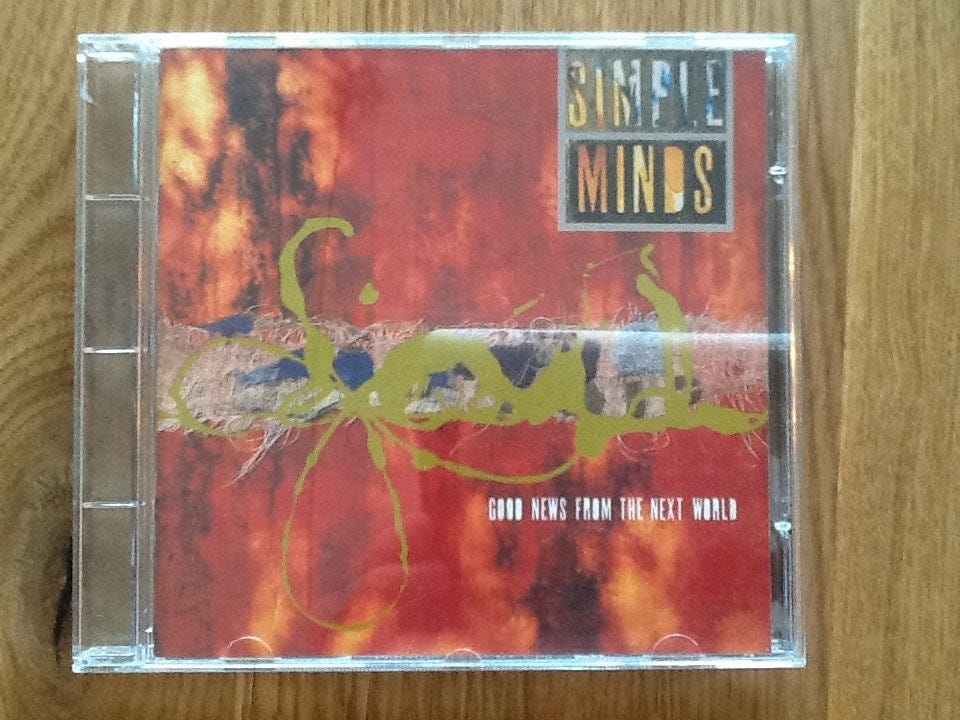 SIMPLE
MINDS
GOOD NEWS FROM THE NEXT WORLD